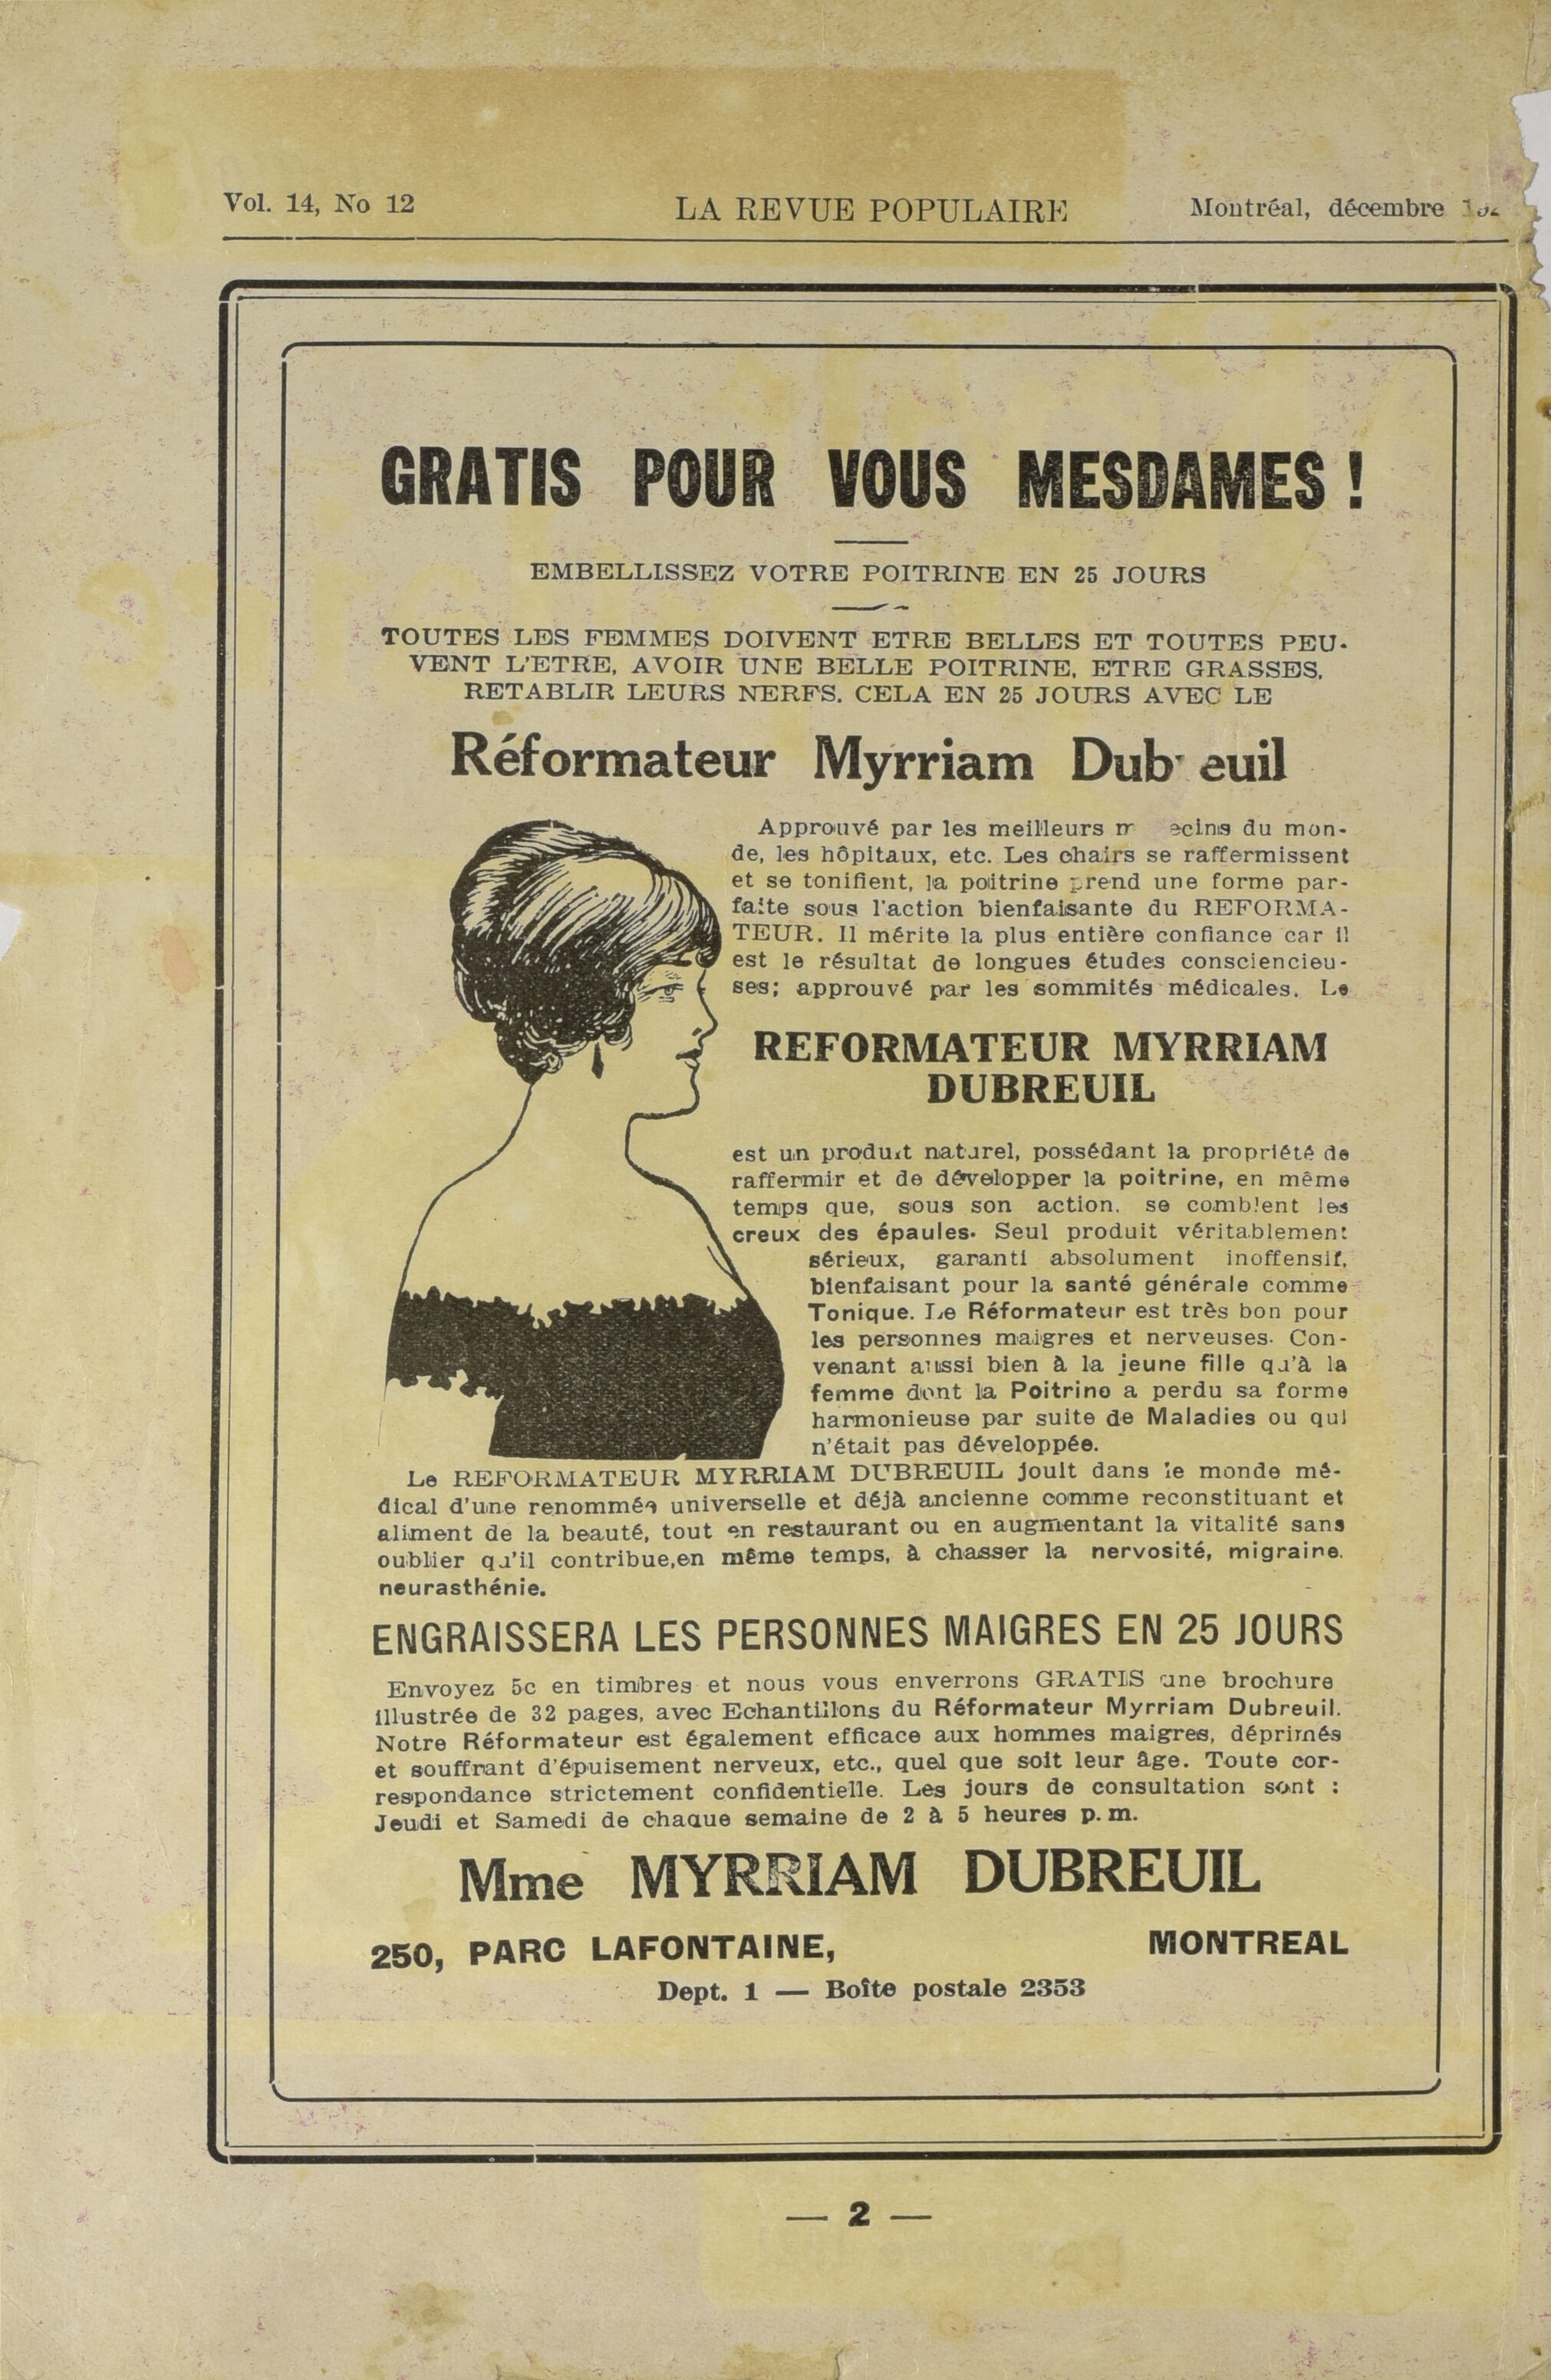 Vol. 14, No 12
LA REVUE POPULAIRE
Montréal, décembre
GRATIS POUR VOUS MESDAMES !
EMBELLISSEZ VOTRE POITRINE EN 25 JOURS
TOUTES LES FEMMES DOIVENT ETRE BELLES ET TOUTES PEU-
VENT L'ETRE, AVOIR UNE BELLE POITRINE, ETRE GRASSES,
RETABLIR LEURS NERFS. CELA EN 25 JOURS AVEC LE
Réformateur Myrriam Dubreuil
Approuvé par les meilleurs médecins du mon-
de, les hôpitaux, etc. Les chairs se raffermissent
et se tonifient, la poitrine prend une forme par-
faite sous l'action bienfaisante du REFORMA-
TEUR. Il mérite la plus entière confiance car il
est le résultat de longues études consciencieu-
ses; approuvé par les sommités médicales. Le
REFORMATEUR MYRRIAM
DUBREUIL
est un produit naturel, possédant la propriété de
raffermir et de développer la poitrine, en même
temps que, sous son action, se comblent les
creux des épaules. Seul produit véritablement
sérieux, garanti absolument inoffensif,
bienfaisant pour la santé générale comme
Tonique. Le Réformateur est très bon pour
les personnes maigres et nerveuses. Con-
venant aussi bien à la jeune fille qu'à la
femme dont la Poitrine a perdu sa forme
harmonieuse par suite de Maladies ou qui
n'était pas développée.
Le REFORMATEUR MYRRIAM DUBREUIL jouit dans le monde mé-
dical d'une renommée universelle et déjà ancienne comme reconstituant et
aliment de la beauté, tout en restaurant ou en augmentant la vitalité sans
oublier qu'il contribue,en même temps, à chasser la nervosité, migraine,
neurasthénie.
ENGRAISSERA LES PERSONNES MAIGRES EN 25 JOURS
Envoyez 5c en timbres et nous vous enverrons GRATIS une brochure
illustrée de 32 pages, avec Echantillons du Réformateur Myrriam Dubreuil.
Notre Réformateur est également efficace aux hommes maigres, déprimés
et souffrant d'épuisement nerveux, etc., quel que soit leur âge. Toute cor-
respondance strictement confidentielle. Les jours de consultation sont :
Jeudi et Samedi de chaque semaine de 2 à 5 heures p. m.
Mme MYRRIAM DUBREUIL
250, PARC LAFONTAINE, MONTREAL
Dept. 1 — Boîte postale 2353
— 2 —